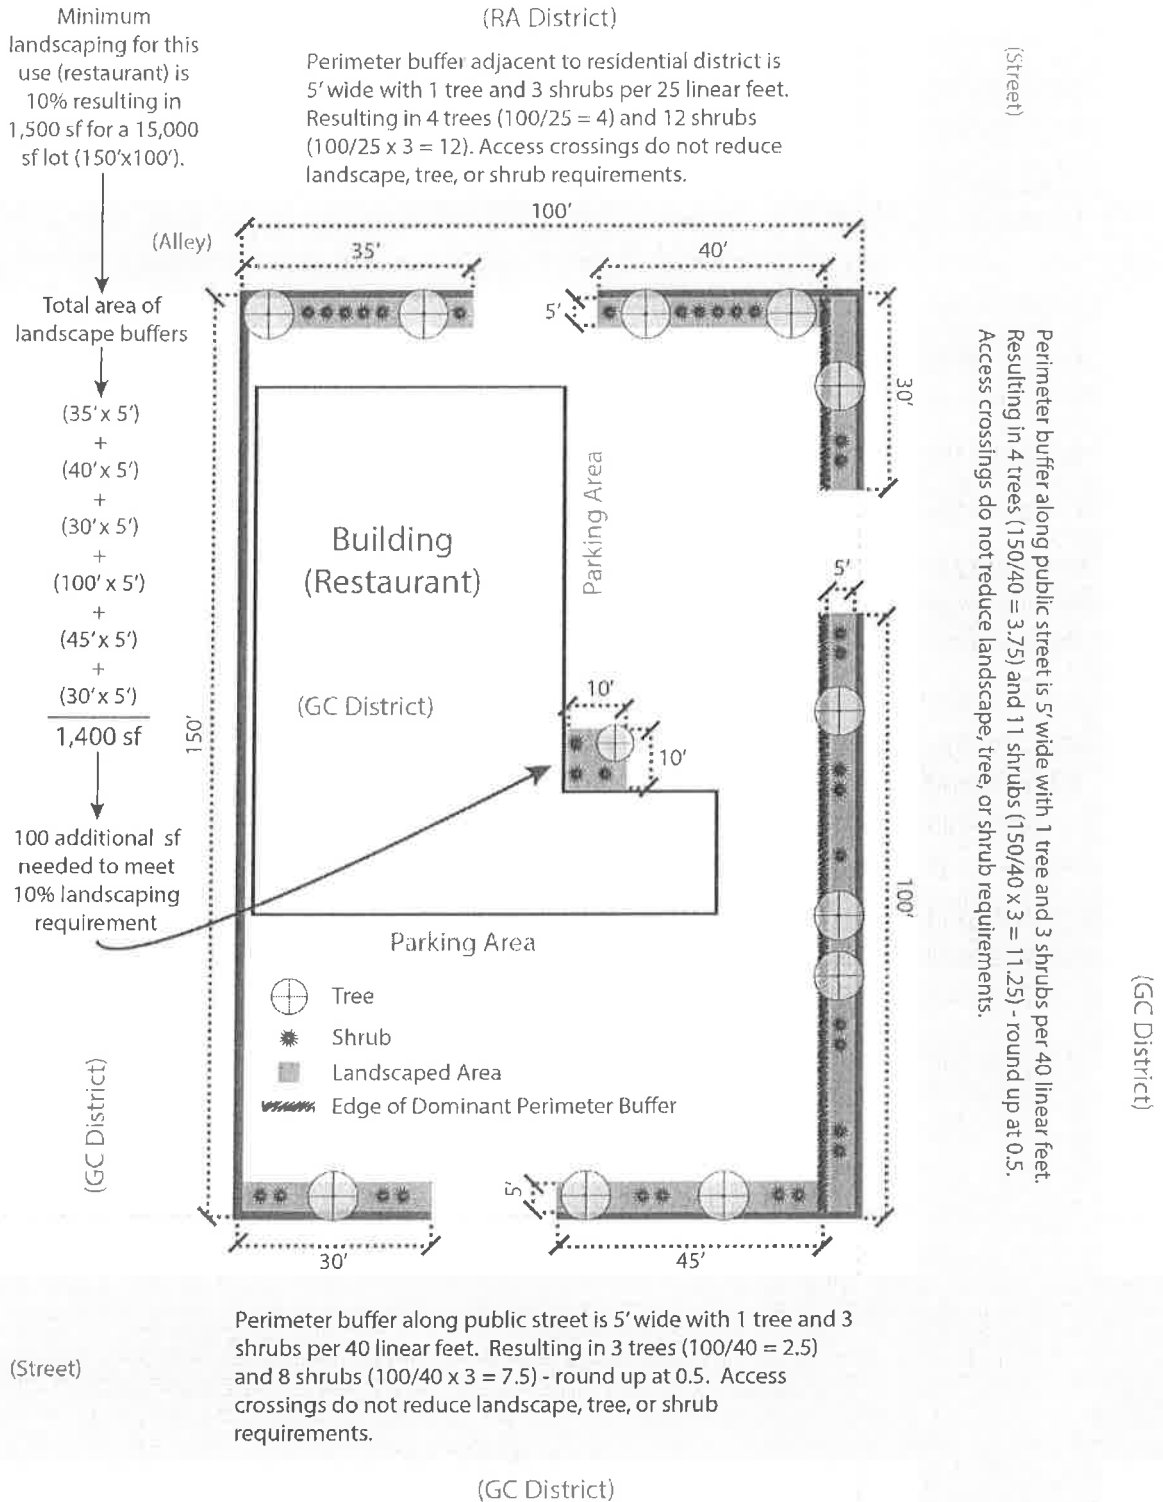 Minimum
landscaping for this
use (restaurant) is
10% resulting in
1,500 sf for a 15,000
sf lot (150'x100').
(RA District)
Perimeter buffer adjacent to residential district is
5' wide with 1 tree and 3 shrubs per 25 linear feet.
Resulting in 4 trees (100/25 = 4) and 12 shrubs
(100/25 x 3 = 12). Access crossings do not reduce
landscape, tree, or shrub requirements.
(Street)
100'
(Alley)
35'
40'
5'
Total area of
landscape buffers
(35' x 5')
+
(40' x 5')
+
(30' x 5')
+
(100' x 5')
+
(45' x 5')
+
(30' x 5')
1,400 sf
100 additional sf
needed to meet
10% landscaping
requirement
150'
30'
Building
(Restaurant)
(GC District)
Parking Area
5'
10'
10'
100'
Perimeter buffer along public street is 5' wide with 1 tree and 3 shrubs per 40 linear feet.
Resulting in 4 trees (150/40 = 3.75) and 11 shrubs (150/40 x 3 = 11.25) - round up at 0.5.
Access crossings do not reduce landscape, tree, or shrub requirements.
(GC District)
Parking Area
Tree
Shrub
Landscaped Area
Edge of Dominant Perimeter Buffer
(GC District)
5'
30'
45'
Perimeter buffer along public street is 5' wide with 1 tree and 3
shrubs per 40 linear feet. Resulting in 3 trees (100/40 = 2.5)
and 8 shrubs (100/40 x 3 = 7.5) - round up at 0.5. Access
crossings do not reduce landscape, tree, or shrub
requirements.
(Street)
(GC District)